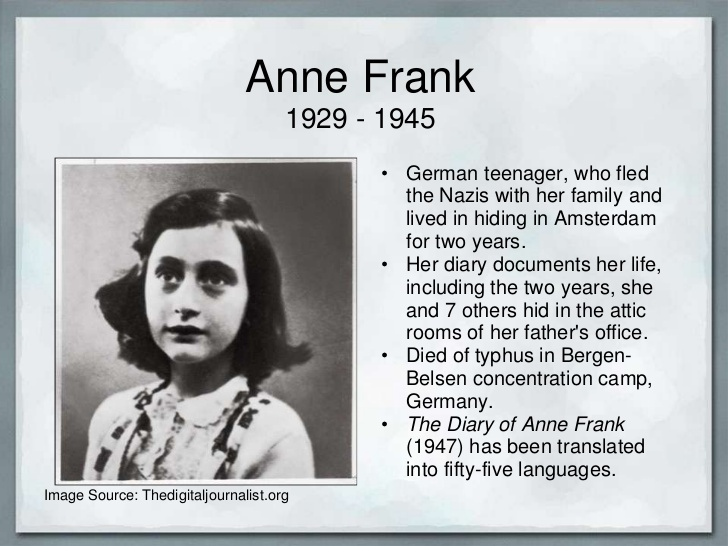 Anne Frank
1929 - 1945
• German teenager, who fled
the Nazis with her family and
lived in hiding in Amsterdam
for two years.
• Her diary documents her life,
including the two years, she
and 7 others hid in the attic
rooms of her father's office.
• Died of typhus in Bergen-
Belsen concentration camp,
Germany.
• The Diary of Anne Frank
(1947) has been translated
into fifty-five languages.
Image Source: Thedigitaljournalist.org